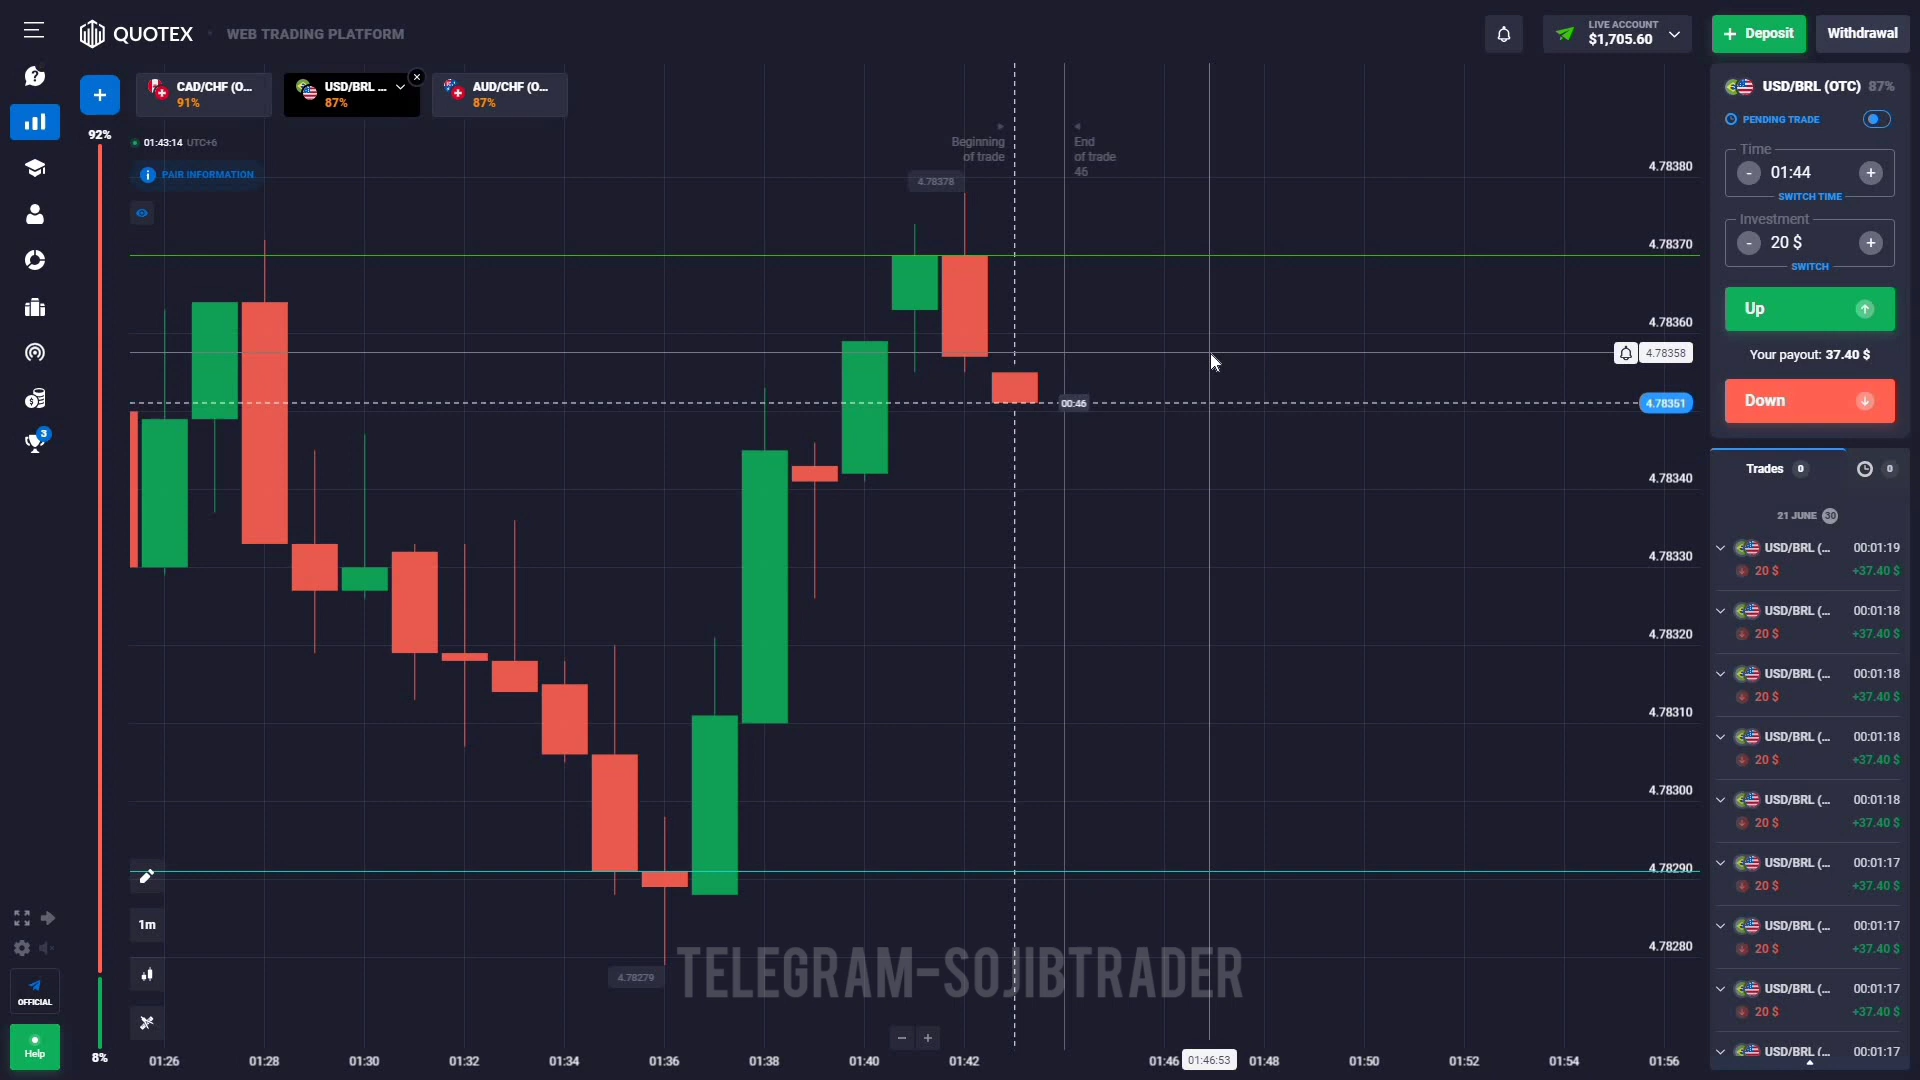 QUOTEX
WEB TRADING PLATFORM
LIVE ACCOUNT
$1,705.60
Deposit
Withdrawal
CAD/CHF (O...
91%
USD/BRL ...
87%
AUD/CHF (O...
87%
92%
01:43:14 UTC+6
PAIR INFORMATION
Beginning
of trade
End
of trade
46
4.78378
4.78380
4.78370
4.78360
4.78358
4.78351
00:46
4.78340
4.78330
4.78320
4.78310
4.78300
4.78290
4.78280
4.78279
TELEGRAM-SOJIBTRADER
1m
3
OFFICIAL
Help
8%
01:26
01:28
01:30
01:32
01:34
01:36
01:38
01:40
01:42
01:46
01:46:53
01:48
01:50
01:52
01:54
01:56
USD/BRL (OTC) 87%
PENDING TRADE
Time
- 01:44 +
SWITCH TIME
Investment
- 20 $ +
SWITCH
Up
Your payout: 37.40 $
Down
Trades 0
0
21 JUNE 30
USD/BRL (... 00:01:19
20 $ +37.40 $
USD/BRL (... 00:01:18
20 $ +37.40 $
USD/BRL (... 00:01:18
20 $ +37.40 $
USD/BRL (... 00:01:18
20 $ +37.40 $
USD/BRL (... 00:01:18
20 $ +37.40 $
USD/BRL (... 00:01:17
20 $ +37.40 $
USD/BRL (... 00:01:17
20 $ +37.40 $
USD/BRL (... 00:01:17
20 $ +37.40 $
USD/BRL (... 00:01:17